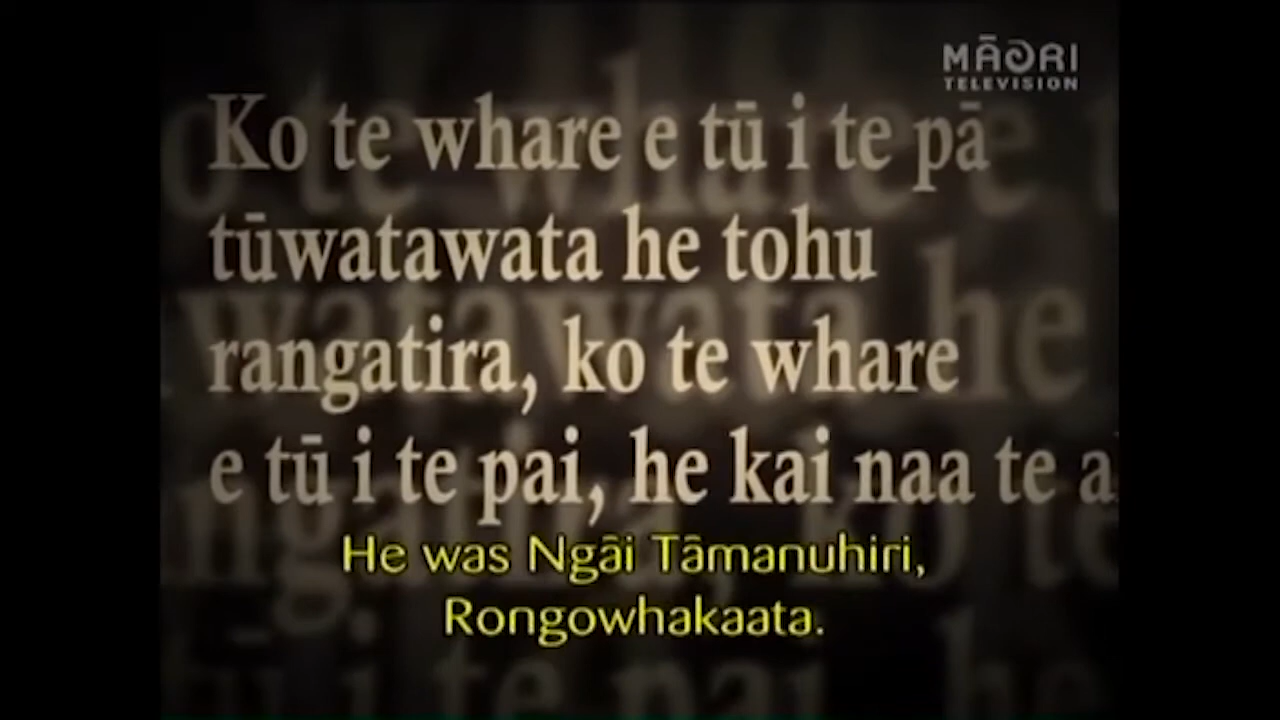 MĀORI
TELEVISION
Ko te whare e tū i te pā
tūwatawata he tohu
rangatira, ko te whare
e tū i te pai, he kai naa te
He was Ngāi Tāmanuhiri,
Rongowhakaata.